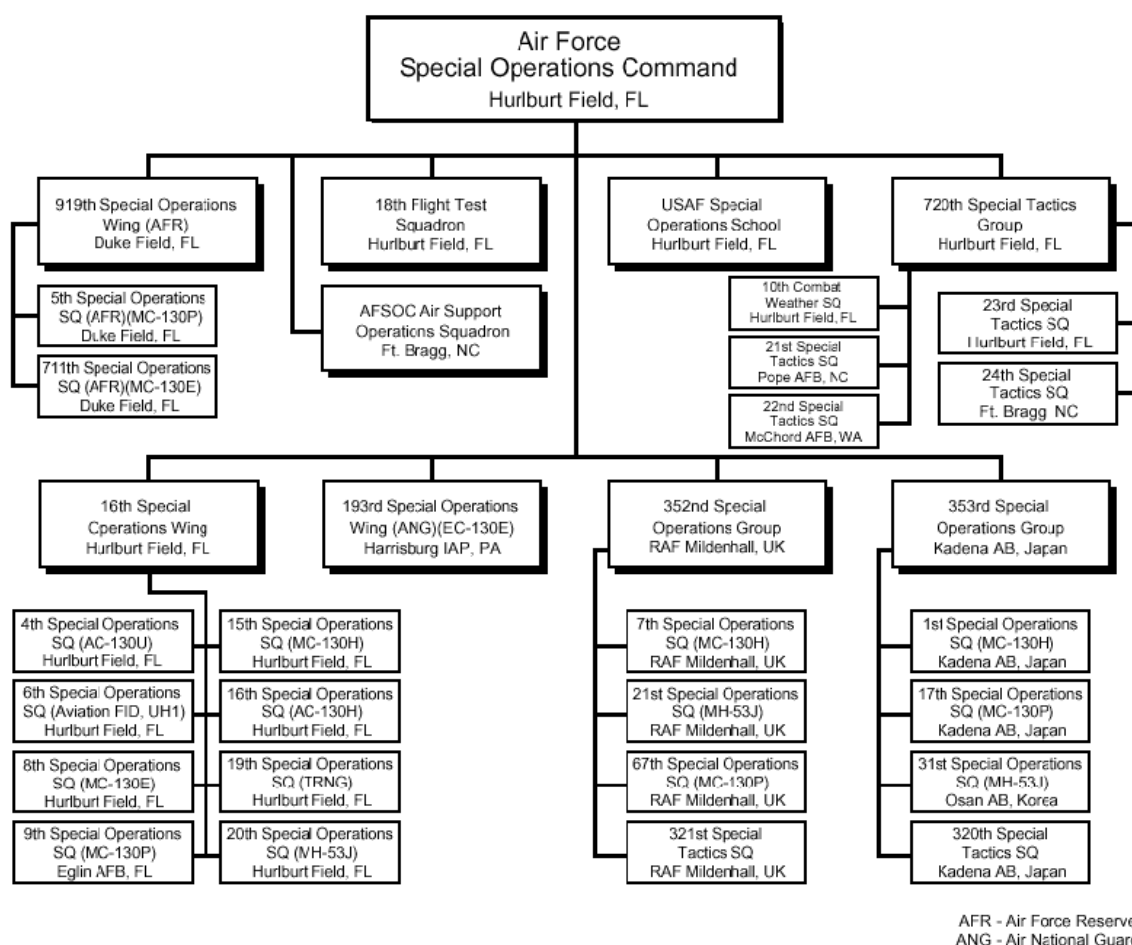 Air Force
Special Operations Command
Hurlburt Field, FL
919th Special Operations
Wing (AFR)
Duke Field, FL
18th Flight Test
Squadron
Hurlburt Field, FL
USAF Special
Operations School
Hurlburt Field, FL
720th Special Tactics
Group
Hurlburt Field, FL
5th Special Operations
SQ (AFR)(MC-130P)
Duke Field, FL
711th Special Operations
SQ (AFR)(MC-130E)
Duke Field, FL
AFSOC Air Support
Operations Squadron
Ft. Bragg, NC
10th Combat
Weather SQ
Hurlburt Field, FL
21st Special
Tactics SQ
Pope AFB, NC
22nd Special
Tactics SQ
McChord AFB, WA
23rd Special
Tactics SQ
Hurlburt Field, FL
24th Special
Tactics SQ
Ft. Bragg NC
16th Special
Operations Wing
Hurlburt Field, FL
193rd Special Operations
Wing (ANG)(EC-130E)
Harrisburg IAP, PA
352nd Special
Operations Group
RAF Mildenhall, UK
353rd Special
Operations Group
Kadena AB, Japan
4th Special Operations
SQ (AC-130U)
Hurlburt Field, FL
6th Special Operations
SQ (Aviation FID, UH1)
Hurlburt Field, FL
8th Special Operations
SQ (MC-130E)
Hurlburt Field, FL
9th Special Operations
SQ (MC-130P)
Eglin AFB, FL
15th Special Operations
SQ (MC-130H)
Hurlburt Field, FL
16th Special Operations
SQ (AC-130H)
Hurlburt Field, FL
19th Special Operations
SQ (TRNG)
Hurlburt Field, FL
20th Special Operations
SQ (MH-53J)
Hurlburt Field, FL
7th Special Operations
SQ (MC-130H)
RAF Mildenhall, UK
21st Special Operations
SQ (MH-53J)
RAF Mildenhall, UK
67th Special Operations
SQ (MC-130P)
RAF Mildenhall, UK
321st Special
Tactics SQ
RAF Mildenhall, UK
1st Special Operations
SQ (MC-130H)
Kadena AB, Japan
17th Special Operations
SQ (MC-130P)
Kadena AB, Japan
31st Special Operations
SQ (MH-53J)
Osan AB, Korea
320th Special
Tactics SQ
Kadena AB, Japan
AFR - Air Force Reserve
ANG - Air National Guard